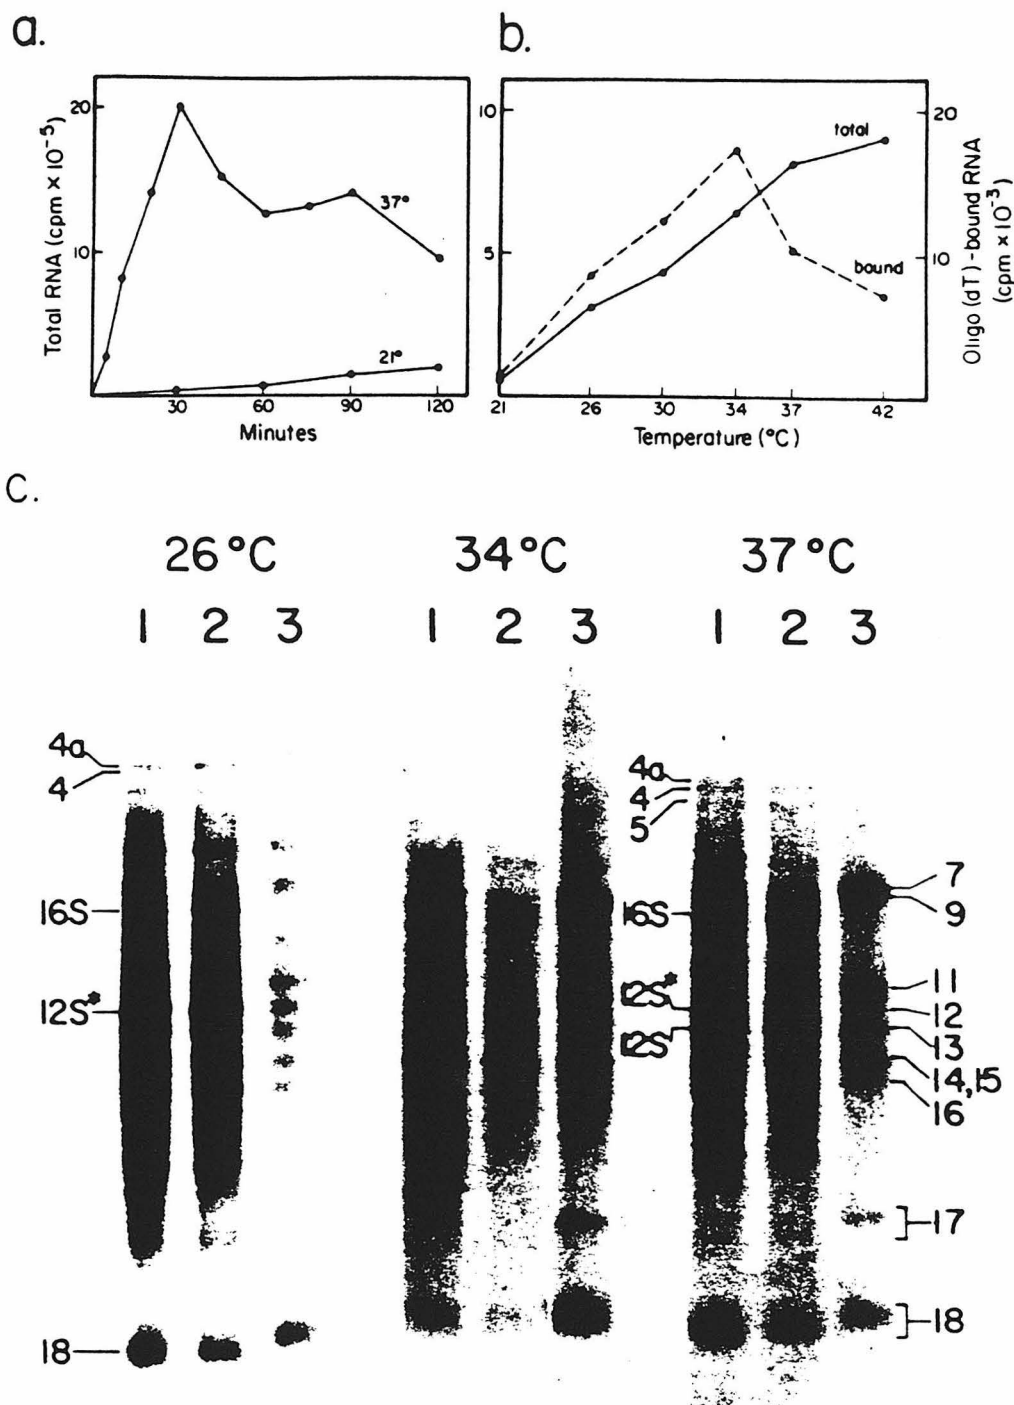 a.
b.
Total RNA (cpm × 10⁻⁵)
20
10
37°
21°
30 60 90 120
Minutes
10
5
total
bound
20
10
Oligo (dT)-bound RNA
(cpm × 10⁻³)
21 26 30 34 37 42
Temperature (°C)
C.
26°C 34°C 37°C
1 2 3 1 2 3 1 2 3
4a
4
16S
12S*
18
4a
4
5
16S
12S*
12S
7
9
11
12
13
14,15
16
17
18